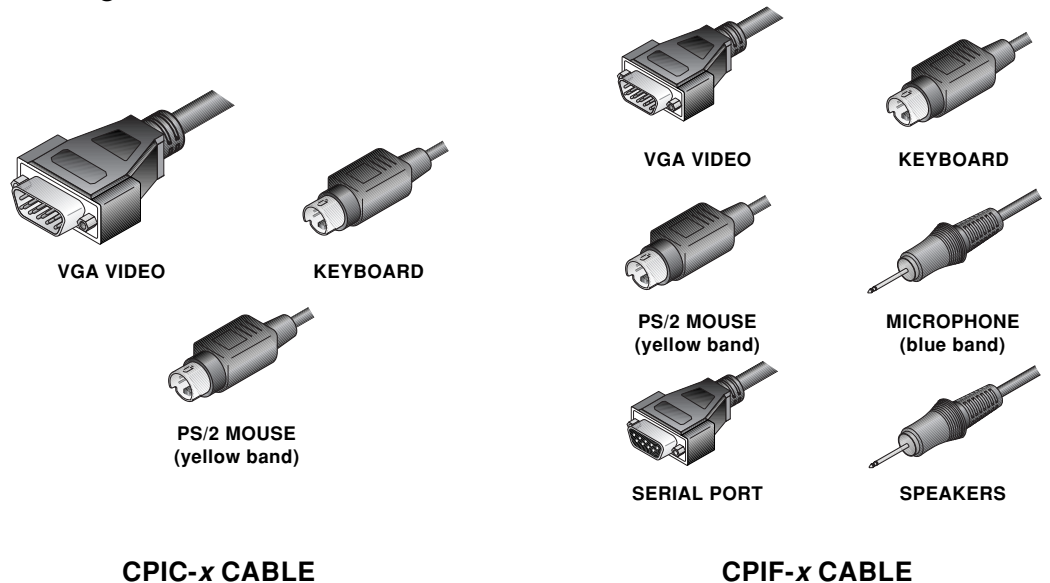 VGA VIDEO
KEYBOARD
PS/2 MOUSE
(yellow band)
CPIC-x CABLE
VGA VIDEO
KEYBOARD
PS/2 MOUSE
(yellow band)
MICROPHONE
(blue band)
SERIAL PORT
SPEAKERS
CPIF-x CABLE